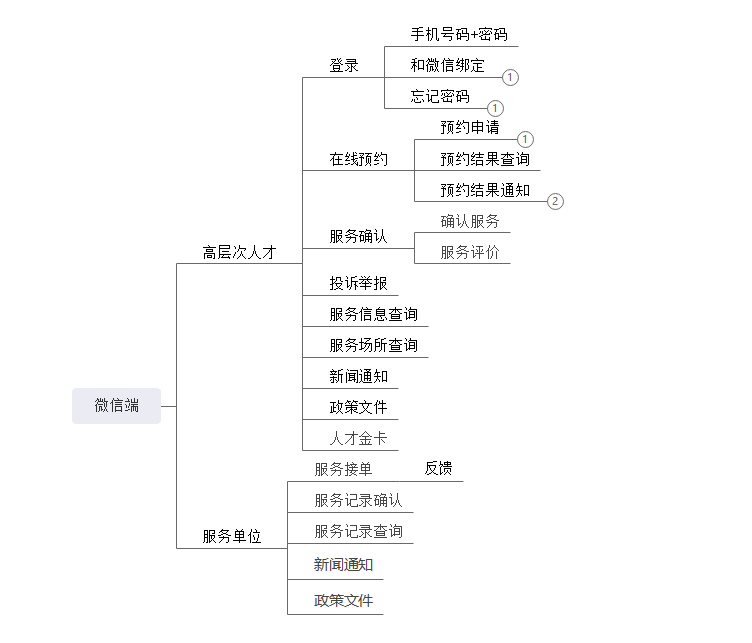 手机号码+密码
登录
和微信绑定
1
忘记密码
1
预约申请
1
在线预约
预约结果查询
预约结果通知
2
确认服务
服务确认
服务评价
高层次人才
投诉举报
服务信息查询
服务场所查询
新闻通知
政策文件
微信端
人才金卡
服务接单
反馈
服务记录确认
服务记录查询
服务单位
新闻通知
政策文件